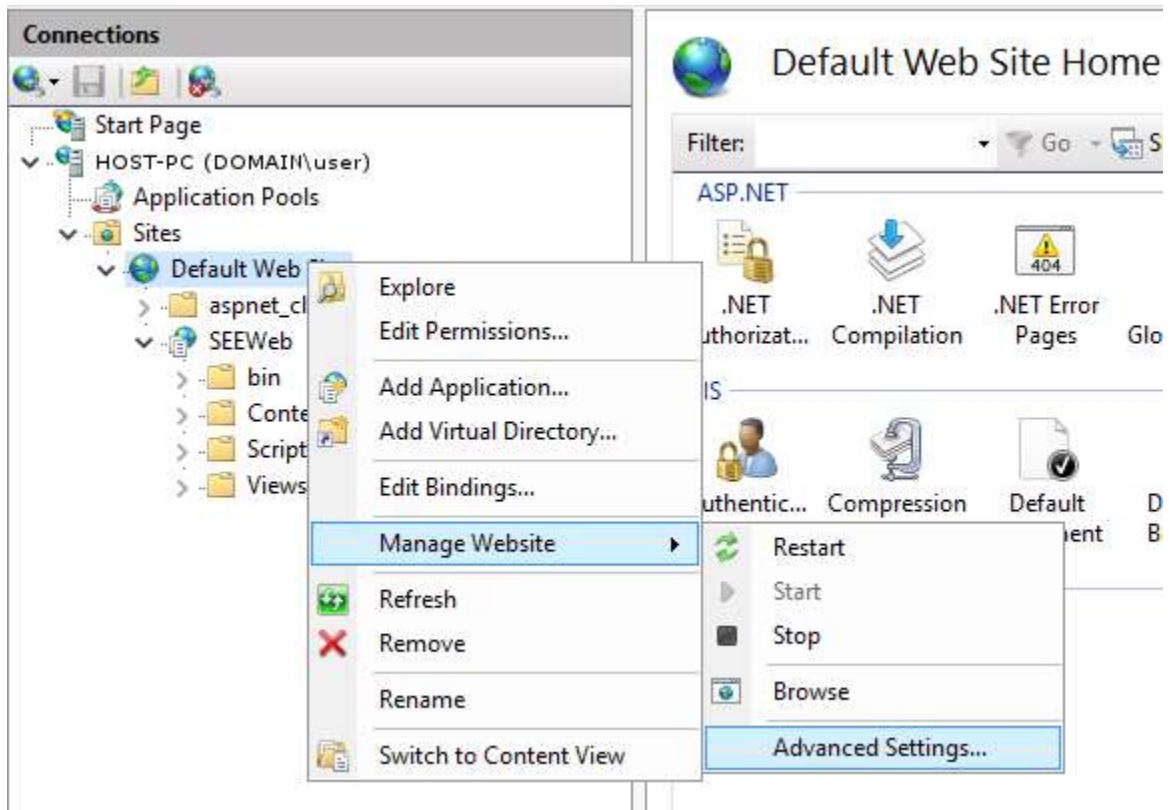 Connections
Start Page
HOST-PC (DOMAIN\user)
Application Pools
Sites
Default Web
aspnet_cl
SEEWeb
bin
Conte
Script
Views
Explore
Edit Permissions...
Add Application...
Add Virtual Directory...
Edit Bindings...
Manage Website
Refresh
Remove
Rename
Switch to Content View
Restart
Start
Stop
Browse
Advanced Settings...
Default Web Site Home
Filter: Go S
ASP.NET
.NET .NET .NET Error
uthorizat... Compilation Pages Glo
IS
404
uthentic... Compression Default D
ent B